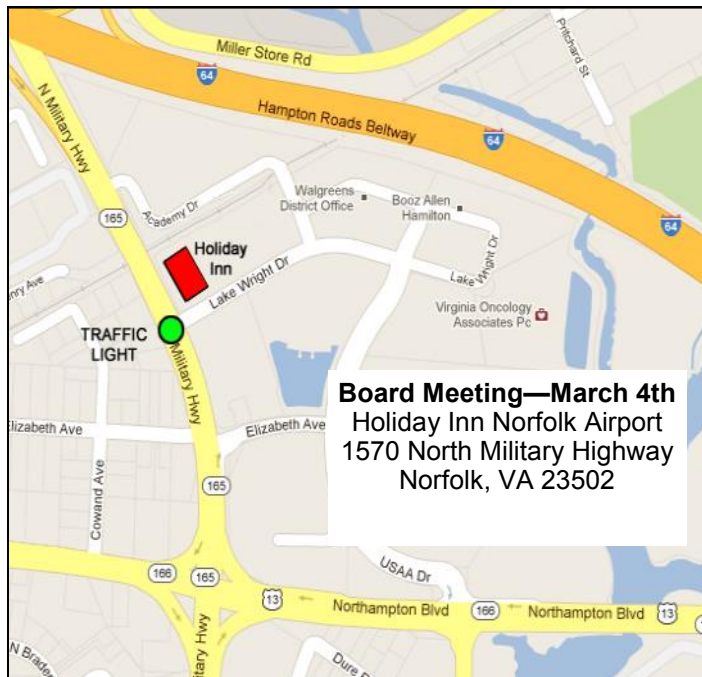 Miller Store Rd
Pritchard St
64
N Military Hwy
Hampton Roads Beltway
64
Walgreens
District Office
Booz Allen
Hamilton
165
Academy Dr
64
Holiday
Inn
Lake Wright Dr
Lake Wright Dr
Virginia Oncology
Associates Pc
TRAFFIC
LIGHT
Military Hwy
Board Meeting—March 4th
Holiday Inn Norfolk Airport
1570 North Military Highway
Norfolk, VA 23502
Elizabeth Ave
Elizabeth Ave
Cowand Ave
165
USAA Dr
166
165
13
Northampton Blvd
166
Northampton Blvd
13